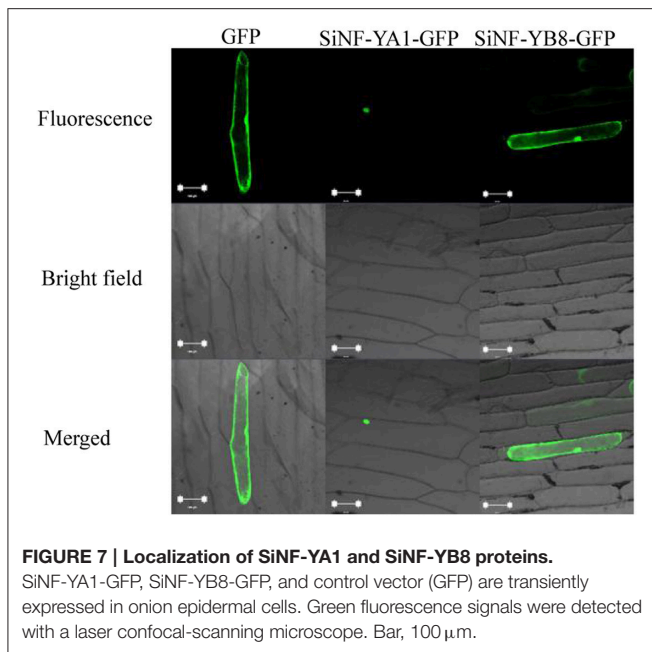 GFP SiNF-YA1-GFP SiNF-YB8-GFP
Fluorescence
Bright field
Merged
FIGURE 7 | Localization of SiNF-YA1 and SiNF-YB8 proteins.
SiNF-YA1-GFP, SiNF-YB8-GFP, and control vector (GFP) are transiently
expressed in onion epidermal cells. Green fluorescence signals were detected
with a laser confocal-scanning microscope. Bar, 100 μm.